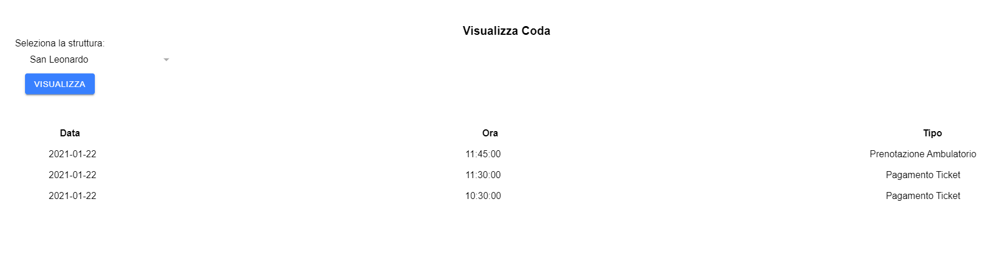 Visualizza Coda
Seleziona la struttura:
San Leonardo
VISUALIZZA
Data Ora Tipo
2021-01-22 11:45:00 Prenotazione Ambulatorio
2021-01-22 11:30:00 Pagamento Ticket
2021-01-22 10:30:00 Pagamento Ticket